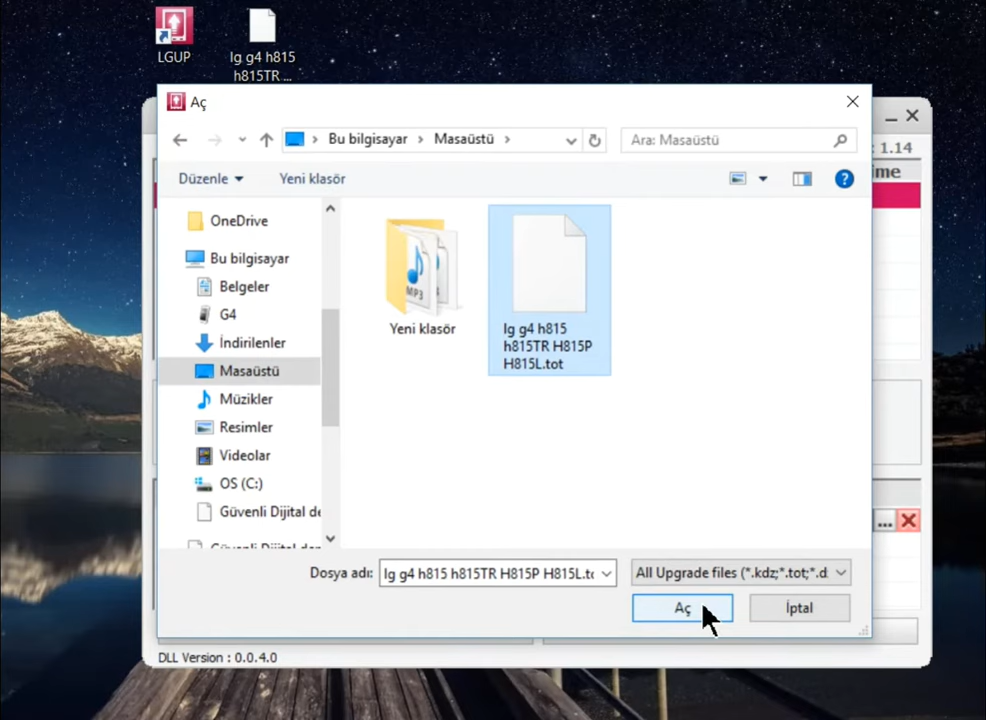 LGUP
lg g4 h815
h815TR ...
Aç
: 1.14
ime
Bu bilgisayar
Masaüstü
Ara: Masaüstü
Düzenle
Yeni klasör
OneDrive
Bu bilgisayar
Belgeler
G4
İndirilenler
Masaüstü
Müzikler
Resimler
Videolar
OS (C:)
Güvenli Dijital de
MP3
Yeni klasör
lg g4 h815
h815TR H815P
H815L.tot
...
Dosya adı:
lg g4 h815 h815TR H815P H815L.tc
All Upgrade files (*.kdz;*.tot;*.d
Aç
İptal
DLL Version : 0.0.4.0